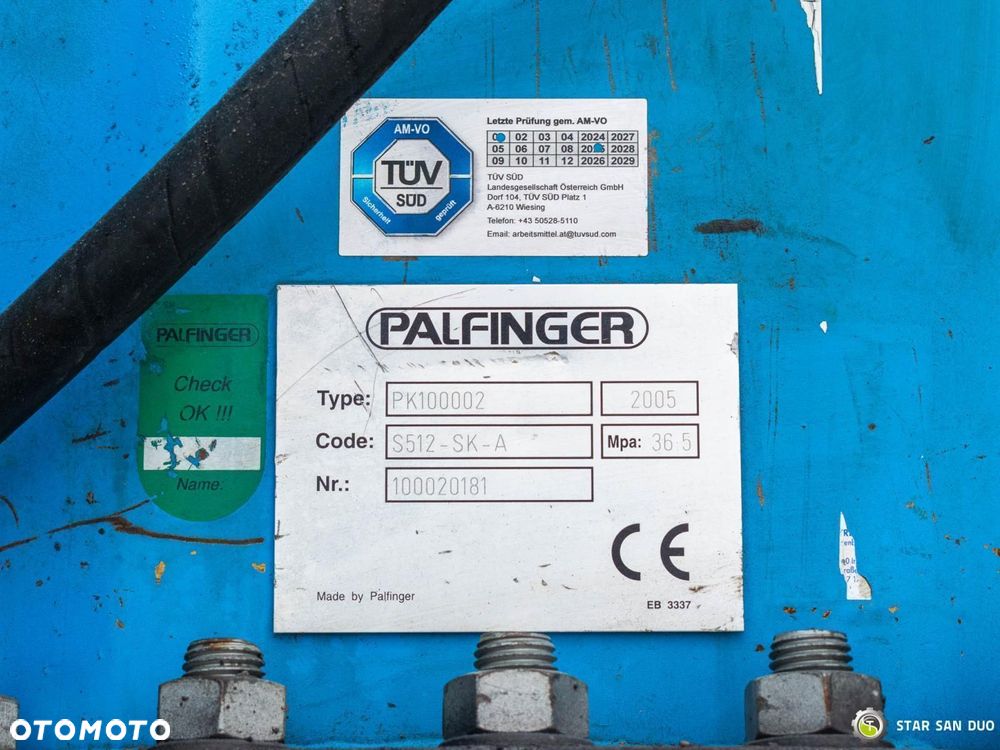 AM-VO
TÜV
SÜD
Sicherheit
geprüft
Letzte Prüfung gem. AM-VO
02 03 04 2024 2027
05 06 07 08 2028
09 10 11 12 2026 2029
TÜV SÜD
Landesgesellschaft Österreich GmbH
Dorf 104, TÜV SÜD Platz 1
A-6210 Wiesing
Telefon: +43 50528-5110
Email: arbeitsmittel.at@tuvsud.com
PALFINGER
Check
OK !!!
Name:
PALFINGER
Type: PK100002 2005
Code: S512-SK-A Mpa: 36.5
Nr.: 100020181
CE
Made by Palfinger
EB 3337
OTOMOTO
STAR SAN DUO